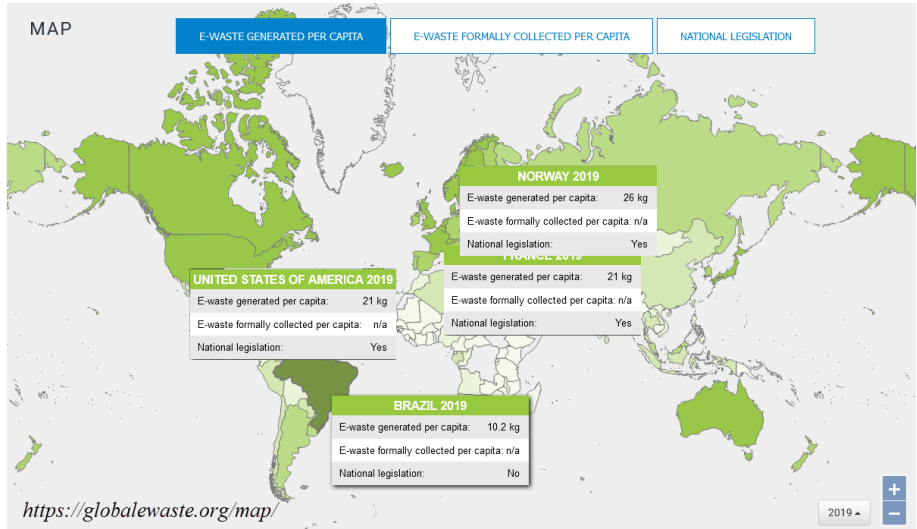 MAP
E-WASTE GENERATED PER CAPITA
E-WASTE FORMALLY COLLECTED PER CAPITA
NATIONAL LEGISLATION
NORWAY 2019
E-waste generated per capita: 26 kg
E-waste formally collected per capita: n/a
National legislation: Yes
FRANCE 2019
E-waste generated per capita: 21 kg
E-waste formally collected per capita: n/a
National legislation: Yes
UNITED STATES OF AMERICA 2019
E-waste generated per capita: 21 kg
E-waste formally collected per capita: n/a
National legislation: Yes
BRAZIL 2019
E-waste generated per capita: 10.2 kg
E-waste formally collected per capita: n/a
National legislation: No
https://globalewaste.org/map/
2019
+
−